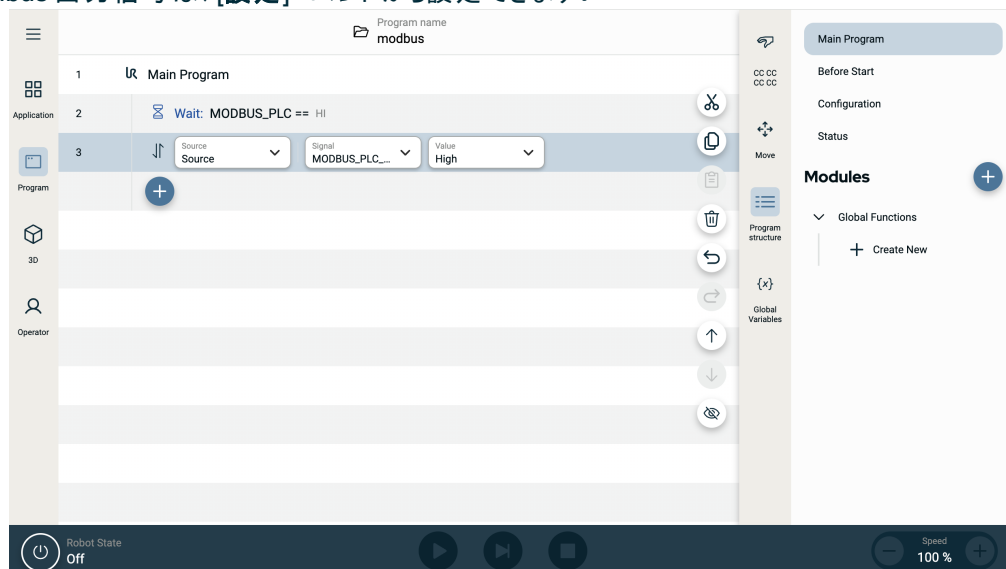 Program name
modbus
Application
Program
3D
Operator
1 Main Program
2 Wait: MODBUS_PLC == HI
3
Source
Source
Signal
MODBUS_PLC_...
Value
High
CC CC
CC CC
Move
Program
structure
{x}
Global
Variables
Main Program
Before Start
Configuration
Status
Modules
Global Functions
Create New
Robot State
Off
Speed
100 %